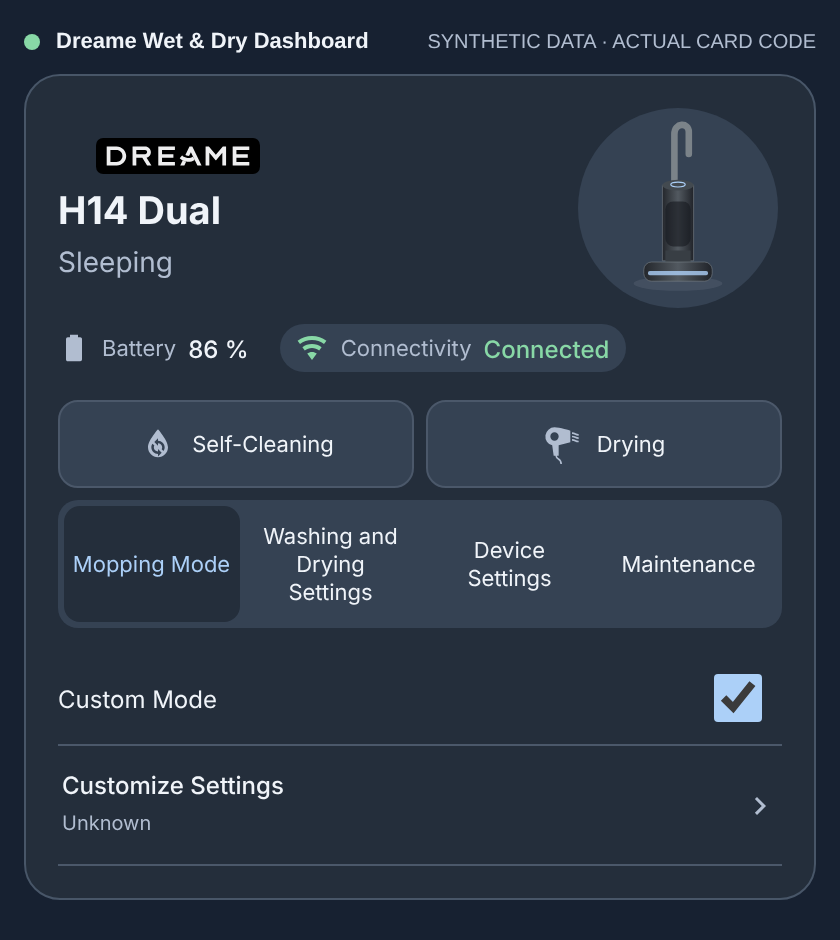 Dreame Wet & Dry Dashboard
SYNTHETIC DATA · ACTUAL CARD CODE
DREAME
H14 Dual
Sleeping
Battery 86 %
Connectivity Connected
Self-Cleaning
Drying
Mopping Mode
Washing and
Drying
Settings
Device
Settings
Maintenance
Custom Mode
Customize Settings
Unknown